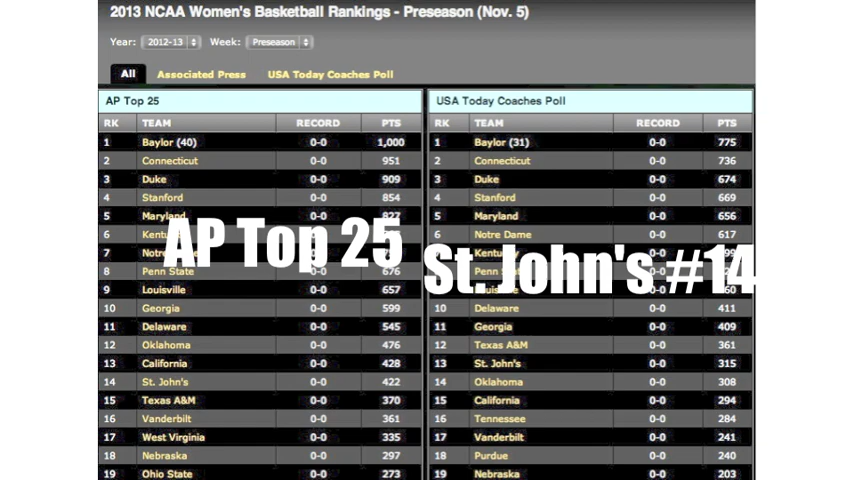 2013 NCAA Women's Basketball Rankings - Preseason (Nov. 5)
Year: 2012-13 Week: Preseason
All Associated Press USA Today Coaches Poll
AP Top 25
RK TEAM RECORD PTS
1 Baylor (40) 0-0 1,000
2 Connecticut 0-0 951
3 Duke 0-0 909
4 Stanford 0-0 854
5 Maryland 0-0 827
6
7
8 Penn State 0-0 676
9 Louisville 0-0 657
10 Georgia 0-0 599
11 Delaware 0-0 545
12 Oklahoma 0-0 476
13 California 0-0 428
14 St. John's 0-0 422
15 Texas A&M 0-0 370
16 Vanderbilt 0-0 361
17 West Virginia 0-0 335
18 Nebraska 0-0 297
19 Ohio State 0-0 273
USA Today Coaches Poll
RK TEAM RECORD PTS
1 Baylor (31) 0-0 775
2 Connecticut 0-0 736
3 Duke 0-0 674
4 Stanford 0-0 669
5 Maryland 0-0 656
6 Notre Dame 0-0 617
10 Delaware 0-0 411
11 Georgia 0-0 409
12 Texas A&M 0-0 361
13 St. John's 0-0 315
14 Oklahoma 0-0 308
15 California 0-0 294
16 Tennessee 0-0 284
17 Vanderbilt 0-0 241
18 Purdue 0-0 240
19 Nebraska 0-0 203
AP Top 25
St. John's #14